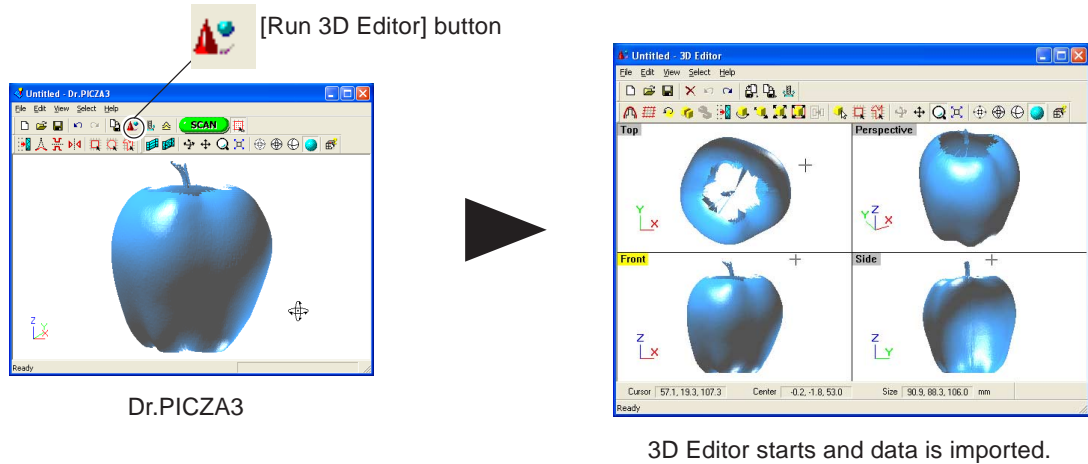 [Run 3D Editor] button
Untitled - Dr.PICZA3
File Edit View Select Help
SCAN
Z
Y
X
Ready
Dr.PICZA3
Untitled - 3D Editor
File Edit View Select Help
Top
Y
X
Perspective
Y
Z
X
Front
Z
X
Side
Z
Y
Cursor 57.1, 19.3, 107.3 Center -0.2, -1.8, 53.0 Size 90.9, 88.3, 106.0 mm
Ready
3D Editor starts and data is imported.